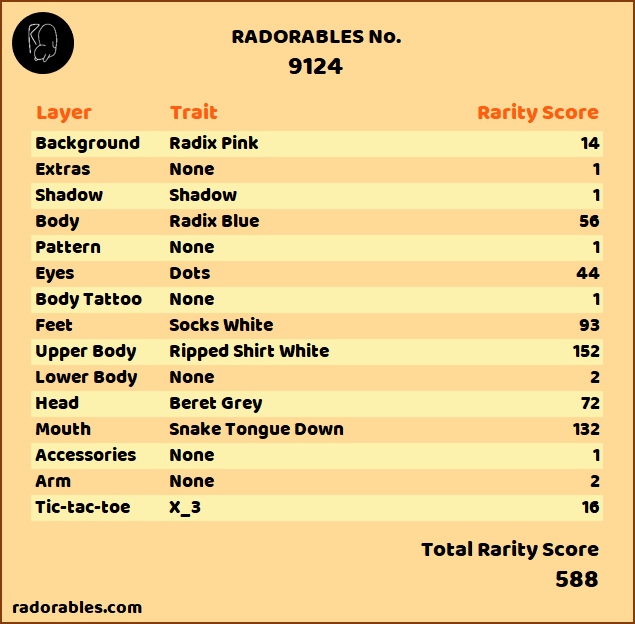 RADORABLES No.
9124
Layer Trait Rarity Score
Background Radix Pink 14
Extras None 1
Shadow Shadow 1
Body Radix Blue 56
Pattern None 1
Eyes Dots 44
Body Tattoo None 1
Feet Socks White 93
Upper Body Ripped Shirt White 152
Lower Body None 2
Head Beret Grey 72
Mouth Snake Tongue Down 132
Accessories None 1
Arm None 2
Tic-tac-toe X_3 16
Total Rarity Score
588
radorables.com